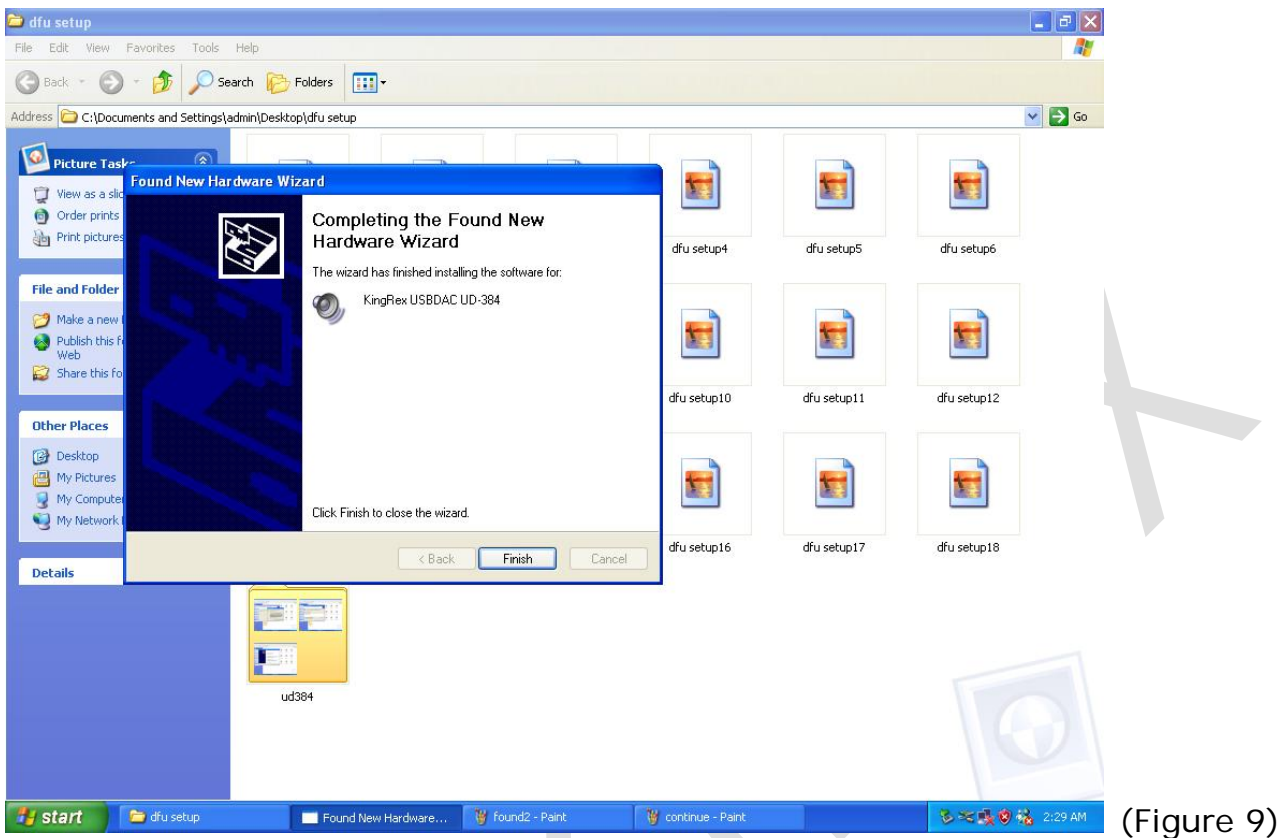 dfu setup
File Edit View Favorites Tools Help
Back Search Folders
Address C:\Documents and Settings\admin\Desktop\dfu setup Go
Picture Tasks
View as a slid
Order prints
Print pictures
File and Folder
Make a new
Publish this fo
Web
Share this fo
Other Places
Desktop
My Pictures
My Computer
My Network
Details
Found New Hardware Wizard
Completing the Found New
Hardware Wizard
The wizard has finished installing the software for:
KingRex USBDAC UD-384
Click Finish to close the wizard.
< Back Finish Cancel
dfu setup4 dfu setup5 dfu setup6
dfu setup10 dfu setup11 dfu setup12
dfu setup16 dfu setup17 dfu setup18
ud384
start dfu setup Found New Hardware... found2 - Paint continue - Paint 2:29 AM
(Figure 9)